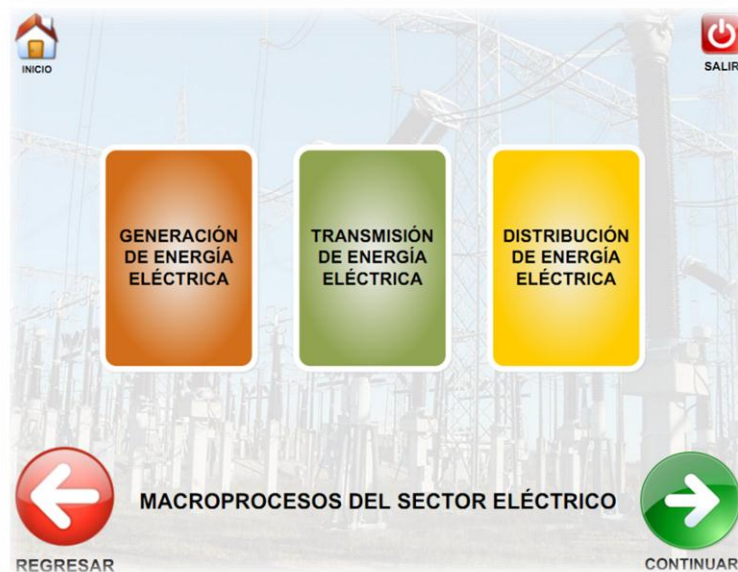 INICIO
SALIR
GENERACIÓN
DE ENERGÍA
ELÉCTRICA
TRANSMISIÓN
DE ENERGÍA
ELÉCTRICA
DISTRIBUCIÓN
DE ENERGÍA
ELÉCTRICA
MACROPROCESOS DEL SECTOR ELÉCTRICO
REGRESAR
CONTINUAR